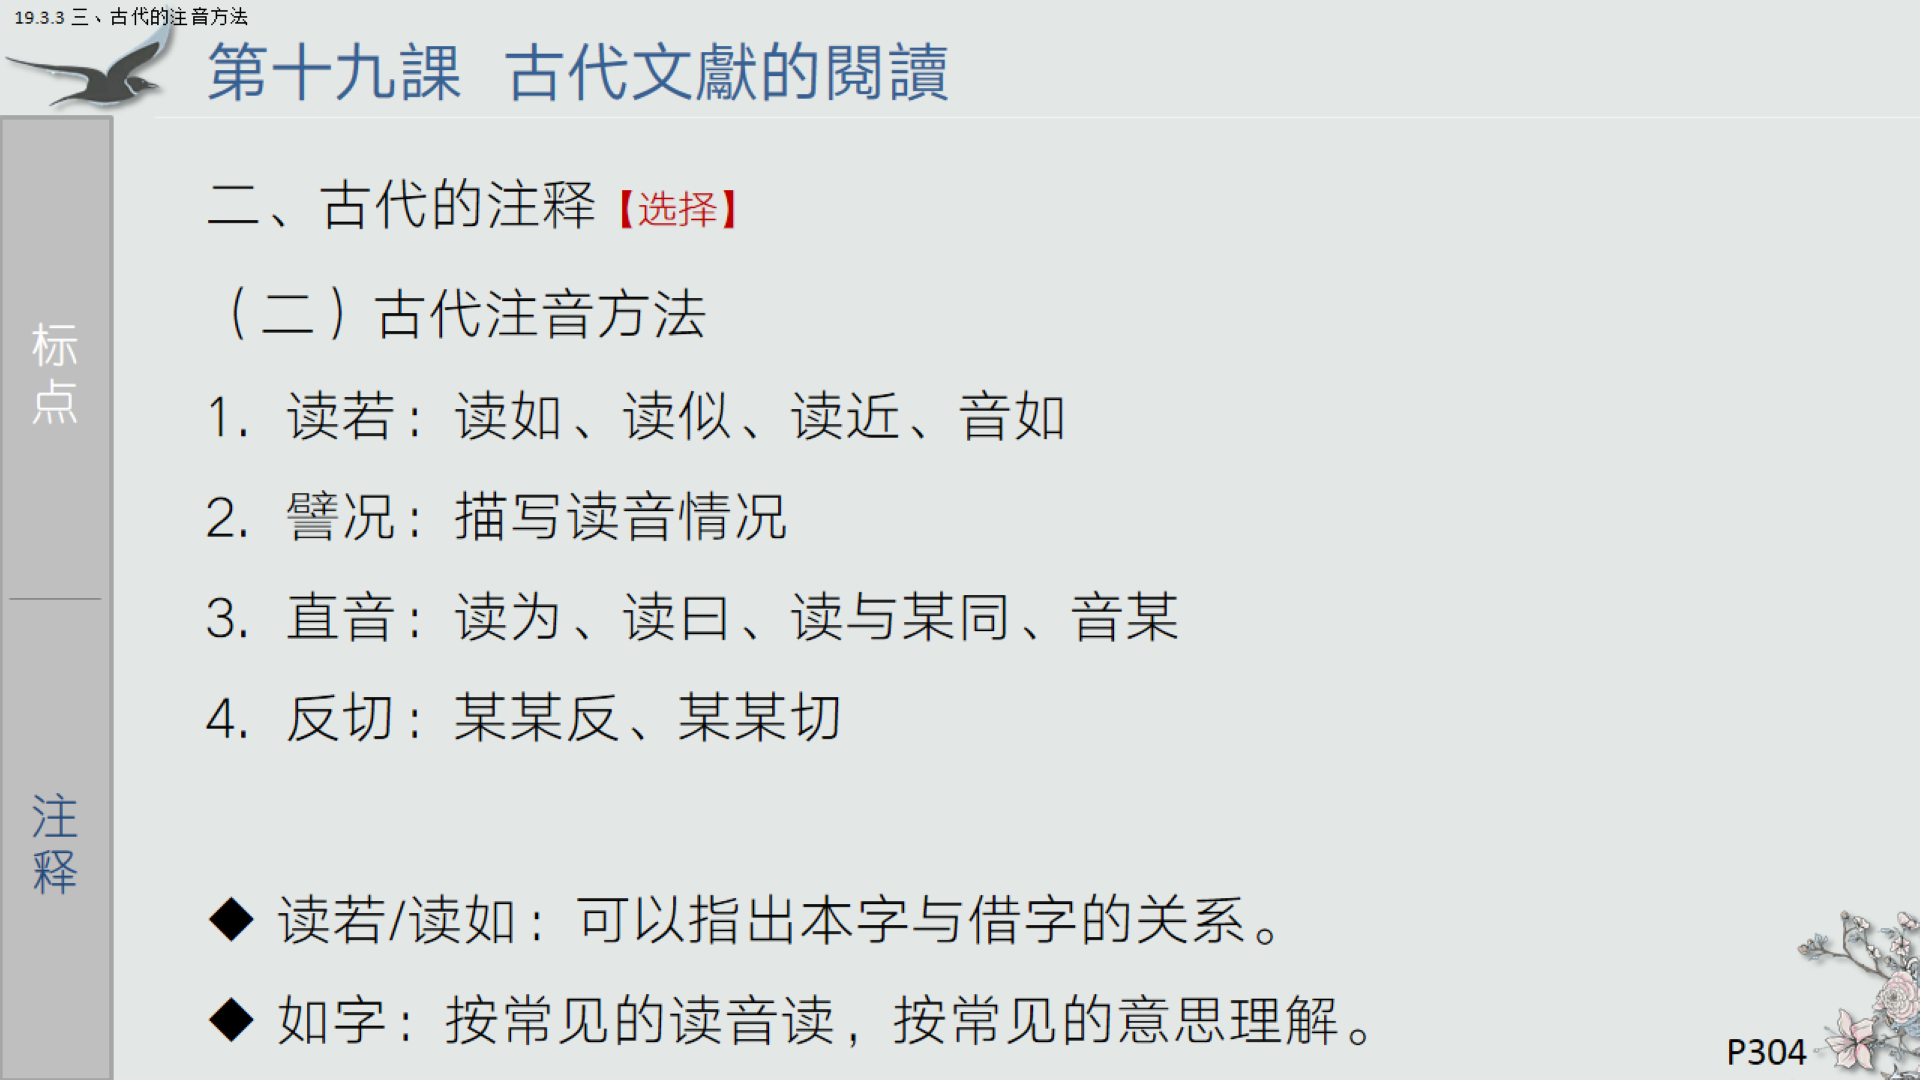 19.3.3 三、古代的注音方法
第十九課 古代文獻的閱讀
标点
注释
二、古代的注释【选择】
（二）古代注音方法
1. 读若：读如、读似、读近、音如
2. 譬况：描写读音情况
3. 直音：读为、读曰、读与某同、音某
4. 反切：某某反、某某切
◆ 读若/读如：可以指出本字与借字的关系。
◆ 如字：按常见的读音读，按常见的意思理解。
P304